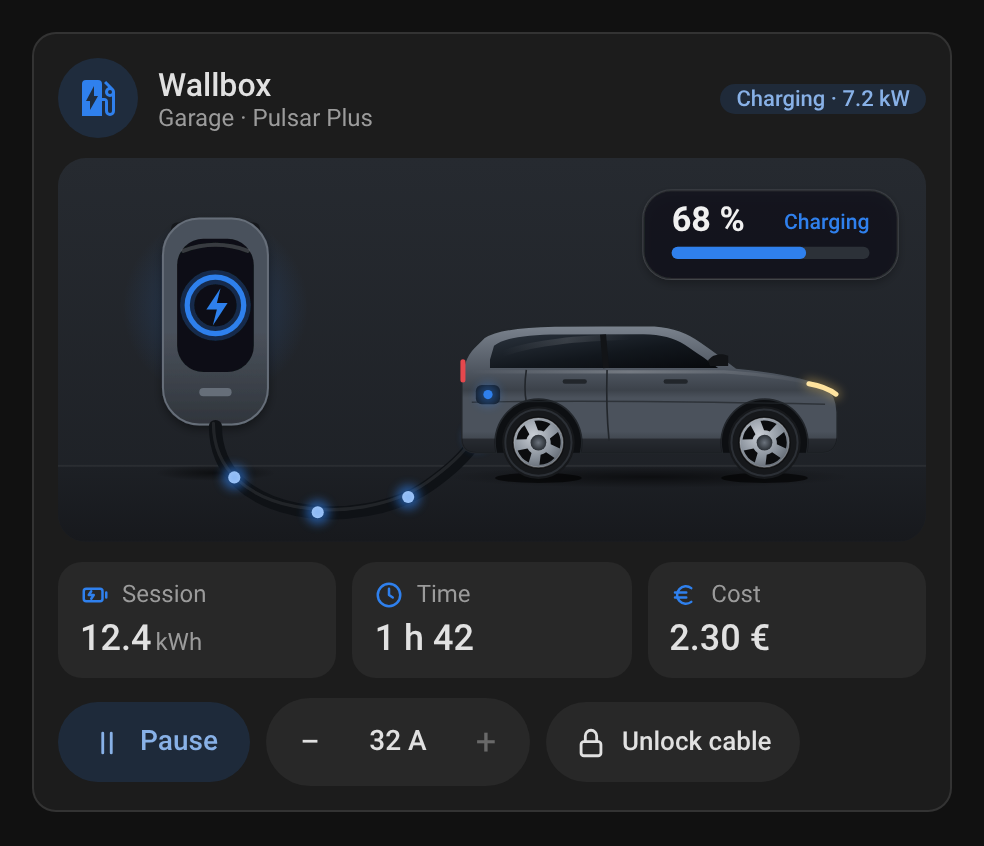 Wallbox
Garage · Pulsar Plus
Charging · 7.2 kW
68 %
Charging
Session
12.4 kWh
Time
1 h 42
Cost
2.30 €
Pause
− 32 A +
Unlock cable